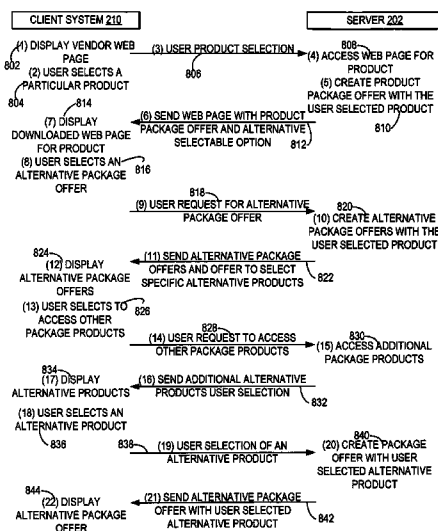 CLIENT SYSTEM 210
SERVER 202
(1) DISPLAY VENDOR WEB
PAGE
802
(2) USER SELECTS A
PARTICULAR PRODUCT
804
(3) USER PRODUCT SELECTION
806
808
(4) ACCESS WEB PAGE FOR
PRODUCT
(5) CREATE PRODUCT
PACKAGE OFFER WITH THE
USER SELECTED PRODUCT
810
814
(7) DISPLAY
DOWNLOADED WEB PAGE
FOR PRODUCT
(6) SEND WEB PAGE WITH PRODUCT
PACKAGE OFFER AND ALTERNATIVE
SELECTABLE OPTION
812
(8) USER SELECTS AN
ALTERNATIVE PACKAGE
OFFER
816
818
(9) USER REQUEST FOR ALTERNATIVE
PACKAGE OFFER
820
(10) CREATE ALTERNATIVE
PACKAGE OFFERS WITH THE
USER SELECTED PRODUCT
824
(12) DISPLAY
ALTERNATIVE PACKAGE
OFFERS
(11) SEND ALTERNATIVE PACKAGE
OFFERS AND OFFER TO SELECT
SPECIFIC ALTERNATIVE PRODUCTS
822
(13) USER SELECTS TO
ACCESS OTHER
PACKAGE PRODUCTS
826
828
(14) USER REQUEST TO ACCESS
OTHER PACKAGE PRODUCTS
830
(15) ACCESS ADDITIONAL
PACKAGE PRODUCTS
834
(17) DISPLAY
ALTERNATIVE PRODUCTS
(16) SEND ADDITIONAL ALTERNATIVE
PRODUCTS USER SELECTION
832
(18) USER SELECTS AN
ALTERNATIVE PRODUCT
836
838
(19) USER SELECTION OF AN
ALTERNATIVE PRODUCT
840
(20) CREATE PACKAGE
OFFER WITH USER
SELECTED ALTERNATIVE
PRODUCT
844
(22) DISPLAY
ALTERNATIVE PACKAGE
OFFER
(21) SEND ALTERNATIVE PACKAGE
OFFER WITH USER SELECTED
ALTERNATIVE PRODUCT
842